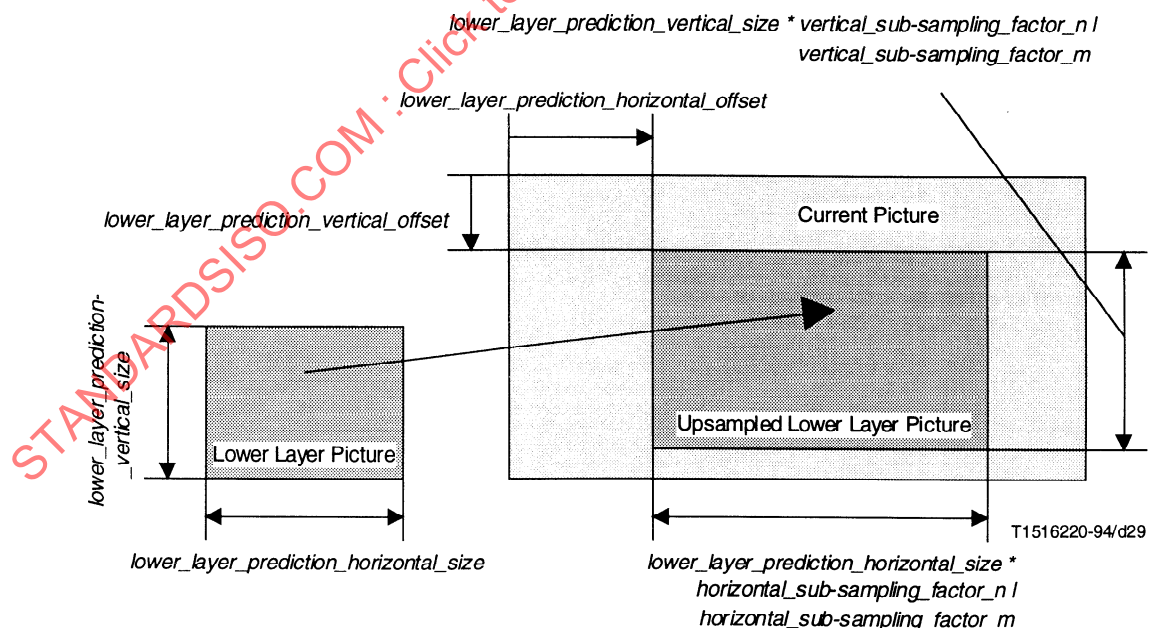 lower_layer_prediction_vertical_size * vertical_sub-sampling_factor_n /
vertical_sub-sampling_factor_m
lower_layer_prediction_horizontal_offset
lower_layer_prediction_vertical_offset
Current Picture
lower_layer_prediction-
_vertical_size
Lower Layer Picture
Upsampled Lower Layer Picture
T1516220-94/d29
lower_layer_prediction_horizontal_size
lower_layer_prediction_horizontal_size *
horizontal_sub-sampling_factor_n /
horizontal_sub-sampling_factor_m
STANDARDSISO.COM : Click to